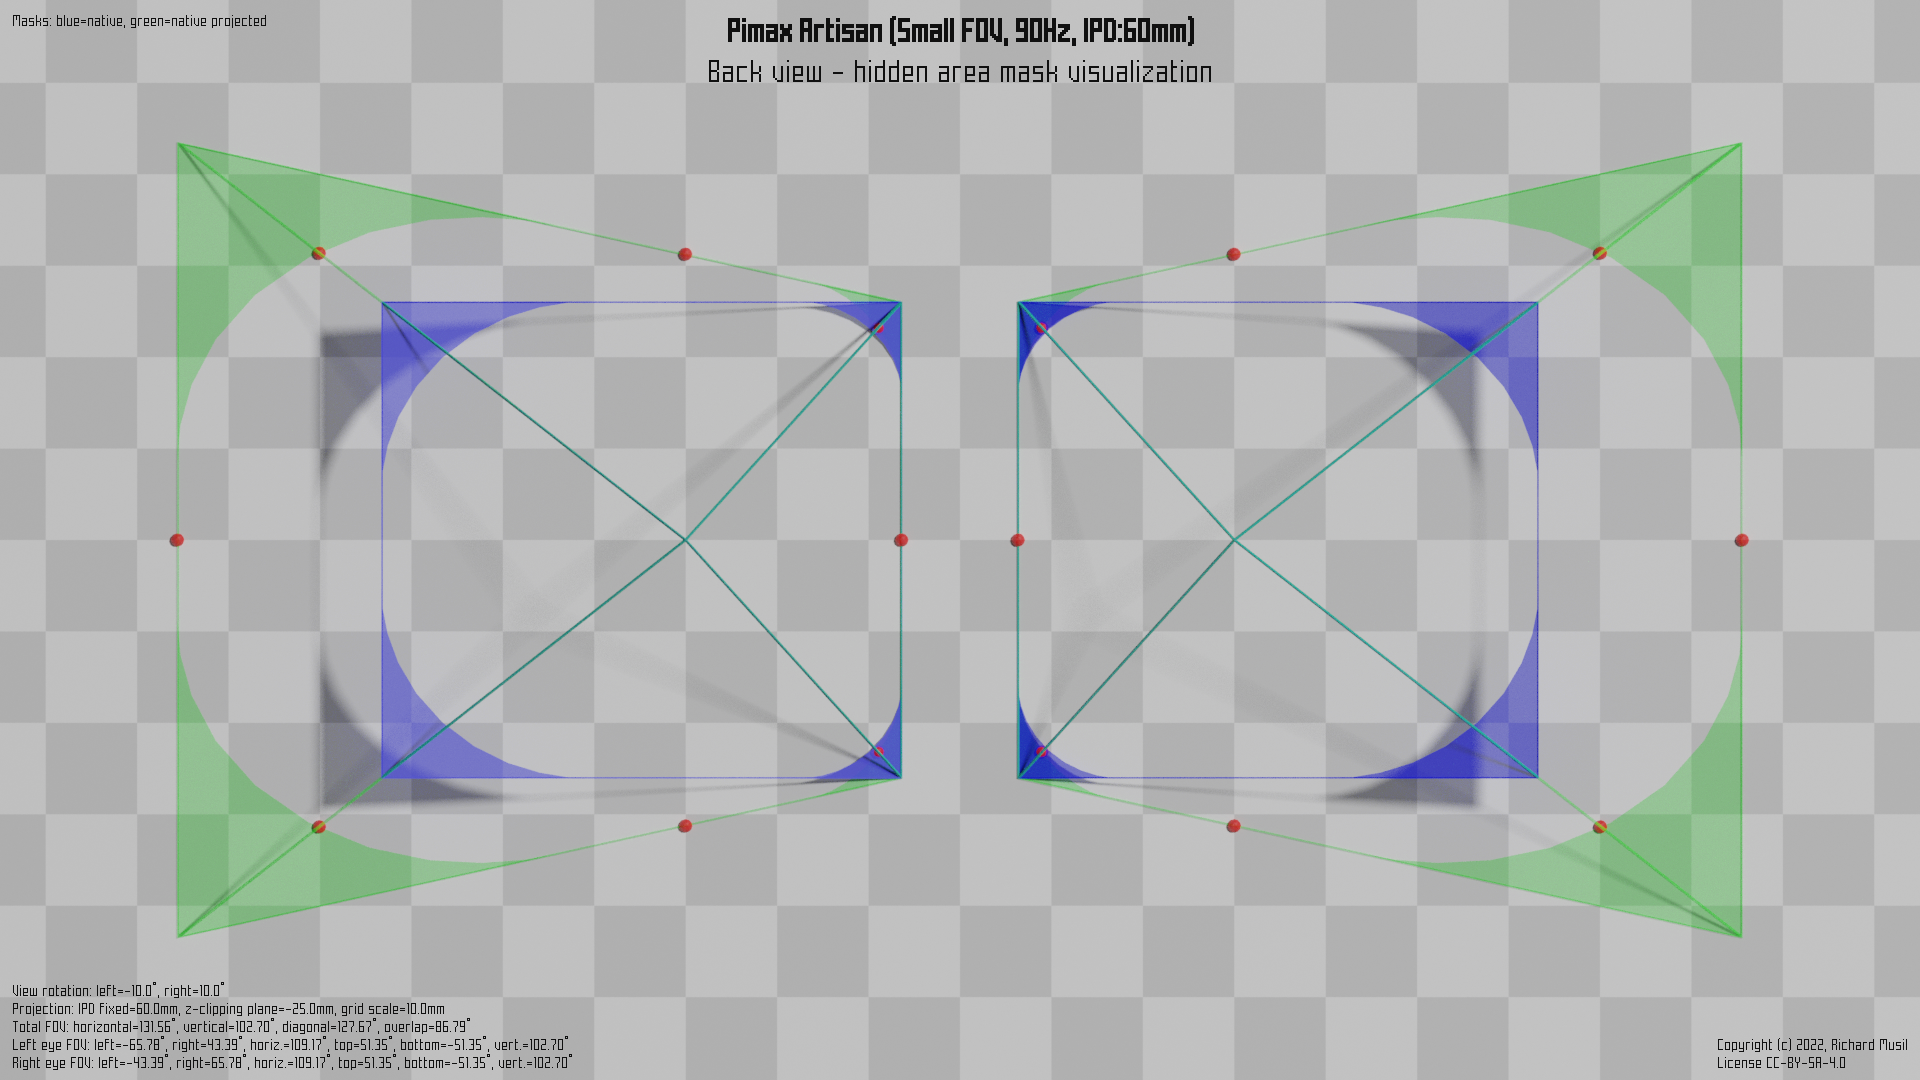 Masks: blue=native, green=native projected
Pimax Artisan (Small FOV, 90Hz, IPD:60mm)
Back view - hidden area mask visualization
View rotation: left=-10.0°, right=10.0°
Projection: IPD fixed=60.0mm, z-clipping plane=-25.0mm, grid scale=10.0mm
Total FOV: horizontal=131.56°, vertical=102.70°, diagonal=127.67°, overlap=86.79°
Left eye FOV: left=-65.78°, right=43.39°, horiz.=109.17°, top=51.35°, bottom=-51.35°, vert.=102.70°
Right eye FOV: left=-43.39°, right=65.78°, horiz.=109.17°, top=51.35°, bottom=-51.35°, vert.=102.70°
Copyright (c) 2022, Richard Musil
License CC-BY-SA-4.0